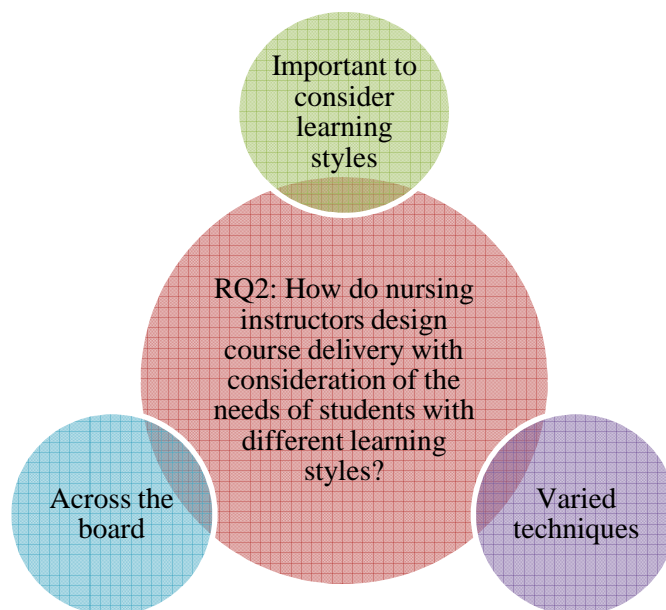 Important to
consider
learning
styles
RQ2: How do nursing
instructors design
course delivery with
consideration of the
needs of students with
different learning
styles?
Across the
board
Varied
techniques